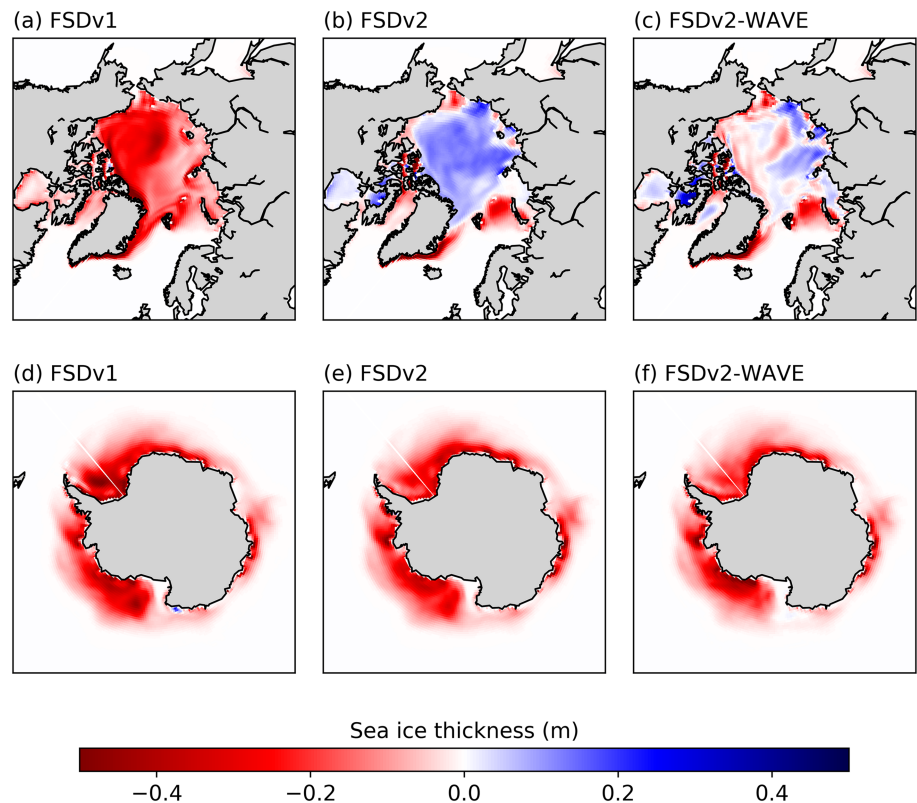 (a) FSDv1
(b) FSDv2
(c) FSDv2-WAVE
(d) FSDv1
(e) FSDv2
(f) FSDv2-WAVE
Sea ice thickness (m)
−0.4 −0.2 0.0 0.2 0.4